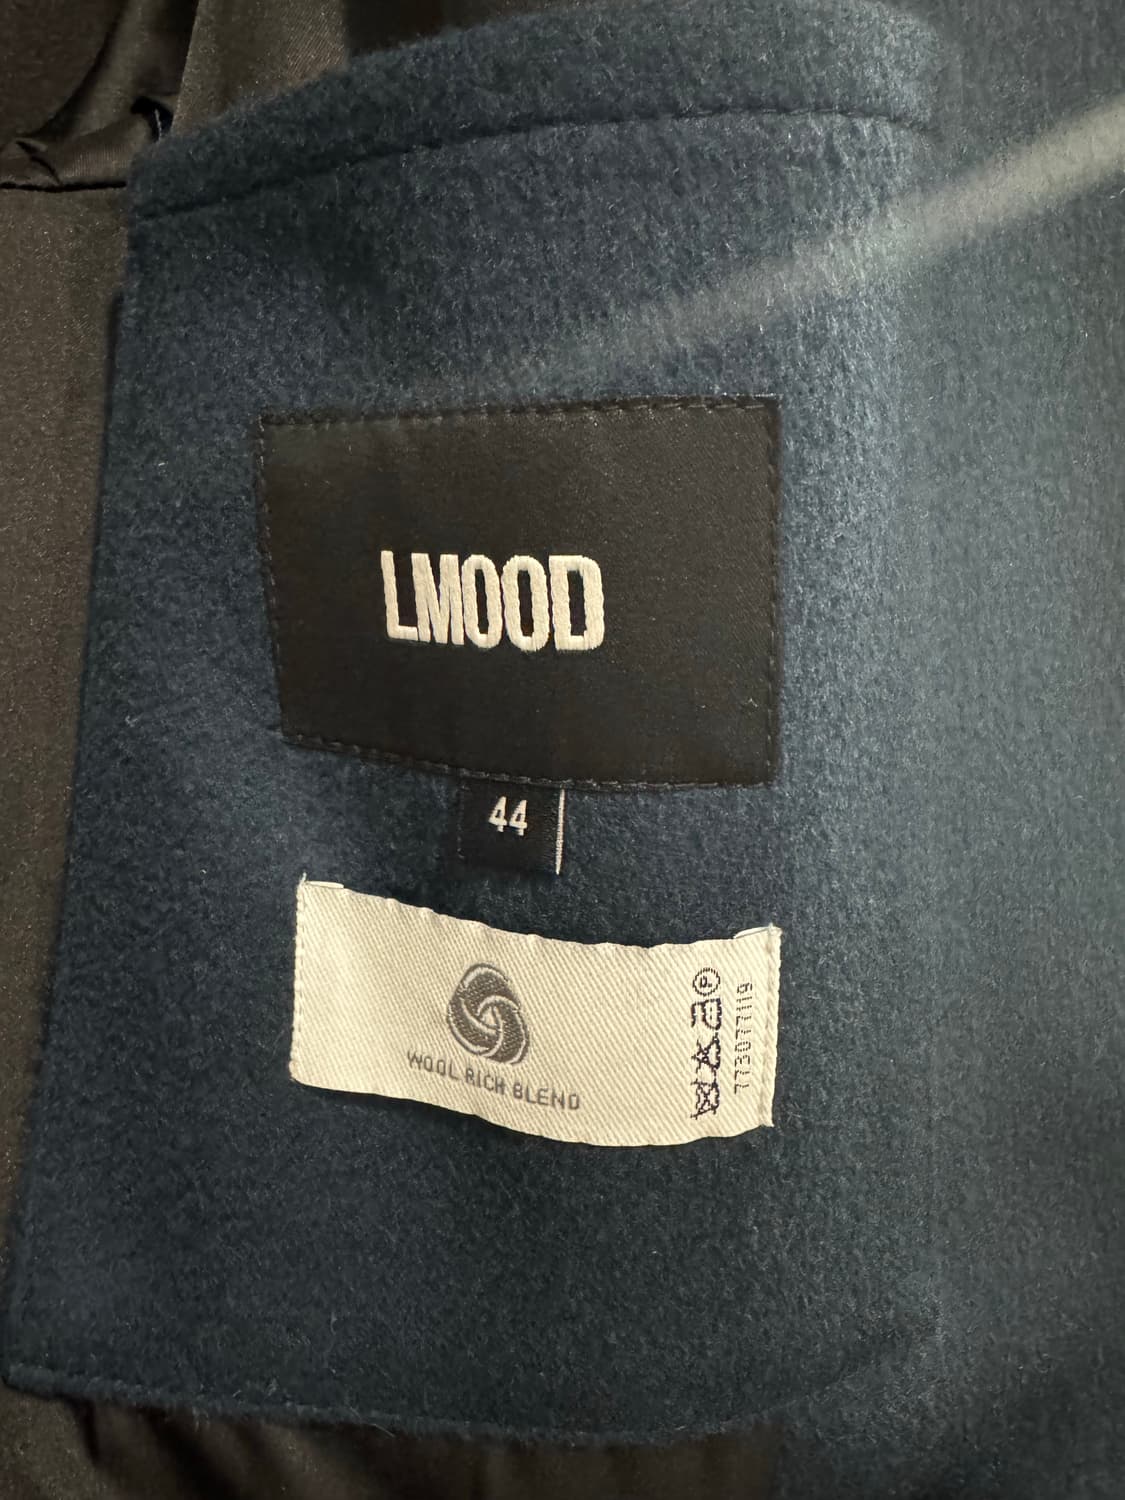 LMOOD
44
WOOL RICH BLEND
P
773077119